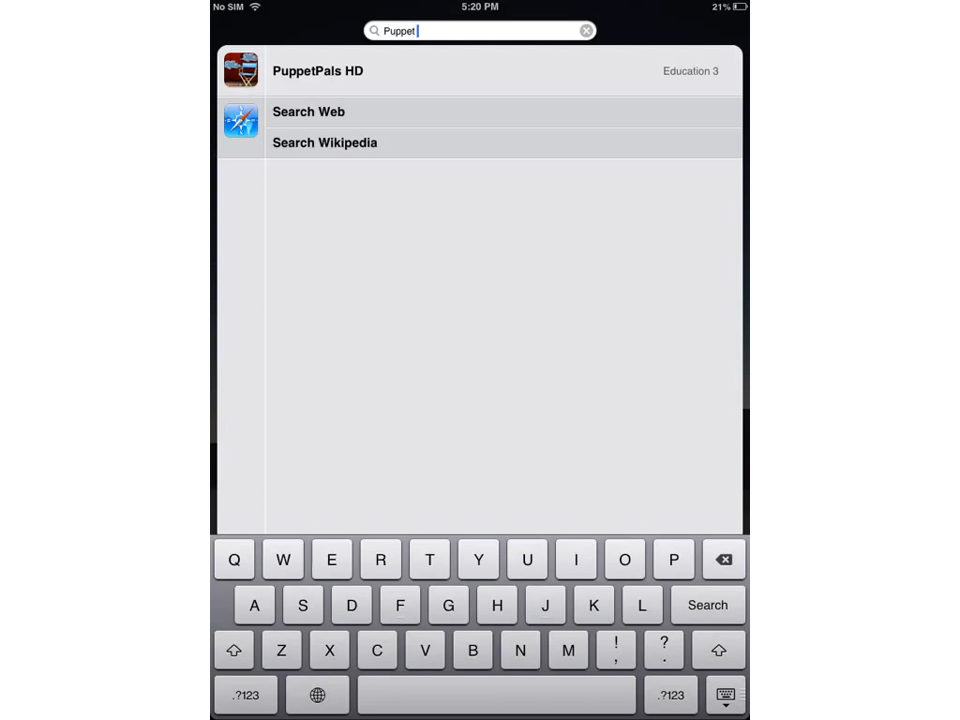 No SIM 5:20 PM 21%
Puppet
PuppetPals HD Education 3
Search Web
Search Wikipedia
Q W E R T Y U I O P
A S D F G H J K L Search
Z X C V B N M ! , ? .
.?123 .?123